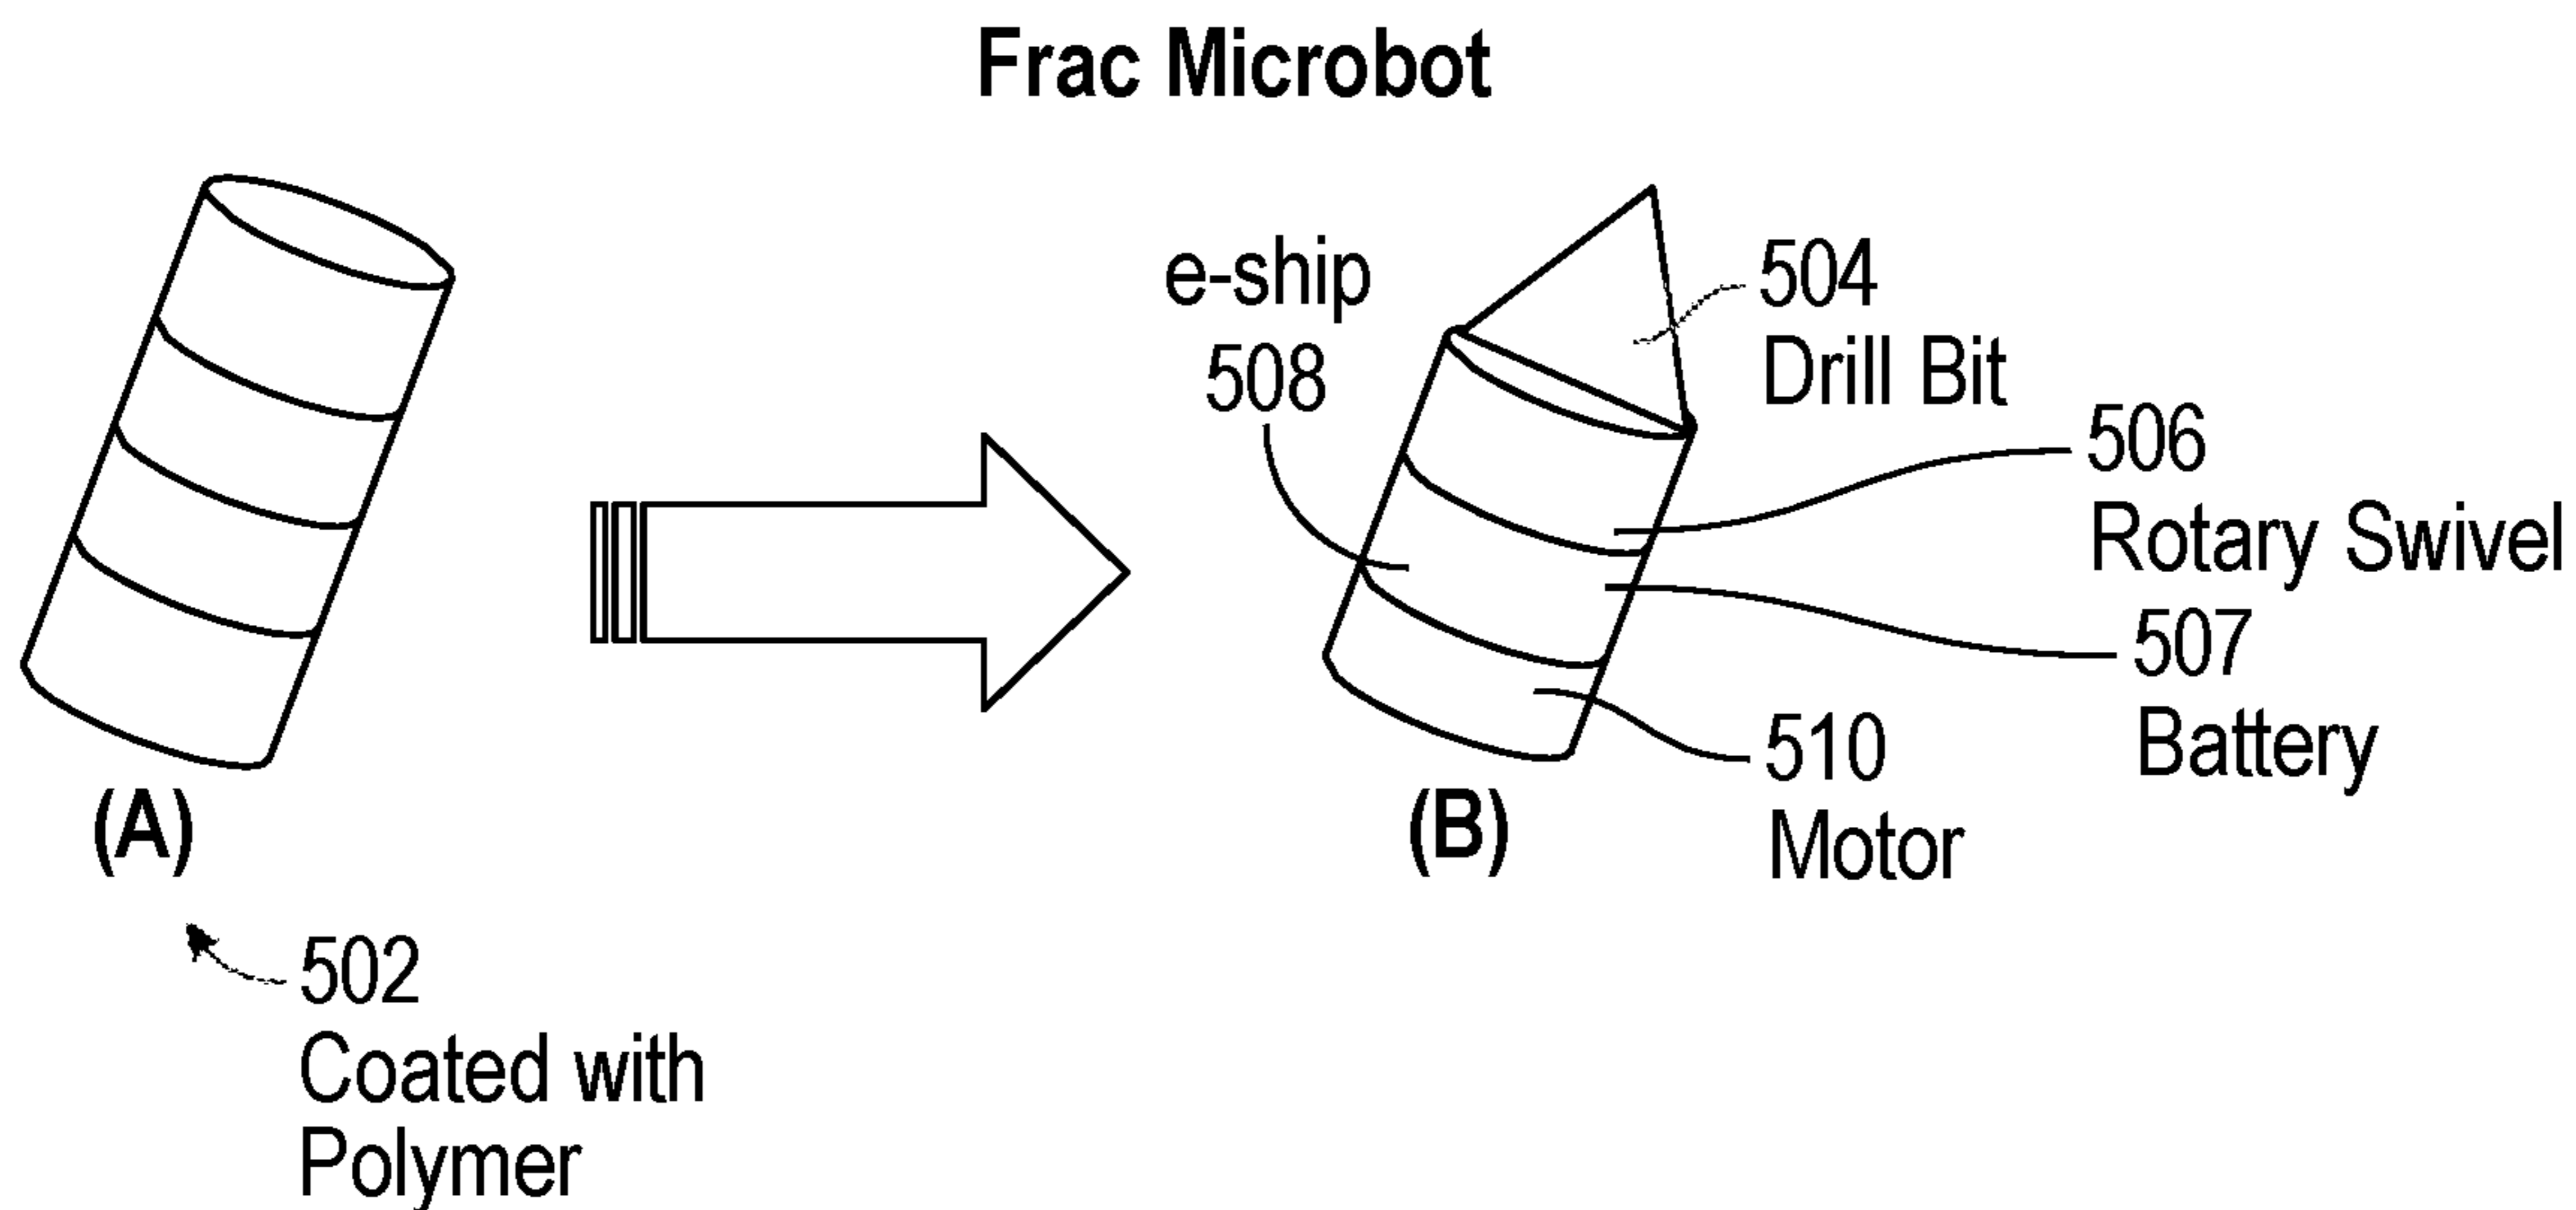 Frac Microbot
e-ship
508
504
Drill Bit
506
Rotary Swivel
507
Battery
510
Motor
(A)
(B)
502
Coated with
Polymer